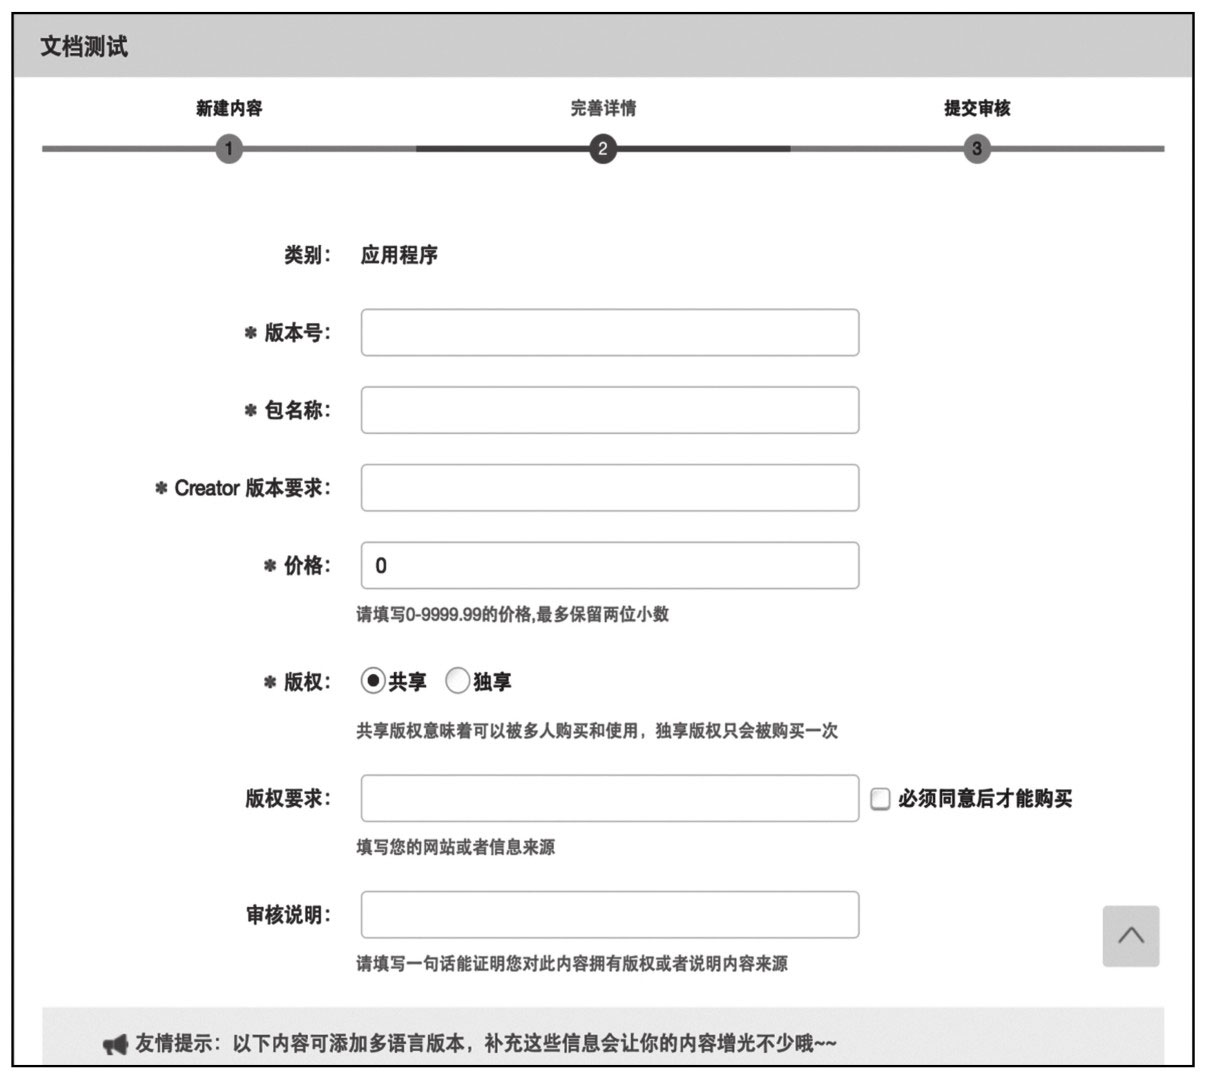 文档测试
新建内容 完善详情 提交审核
1 2 3
类别： 应用程序
* 版本号：
* 包名称：
* Creator 版本要求：
* 价格： 0
请填写0-9999.99的价格,最多保留两位小数
* 版权： 共享 独享
共享版权意味着可以被多人购买和使用，独享版权只会被购买一次
版权要求： 必须同意后才能购买
填写您的网站或者信息来源
审核说明：
请填写一句话能证明您对此内容拥有版权或者说明内容来源
友情提示：以下内容可添加多语言版本，补充这些信息会让你的内容增光不少哦~~